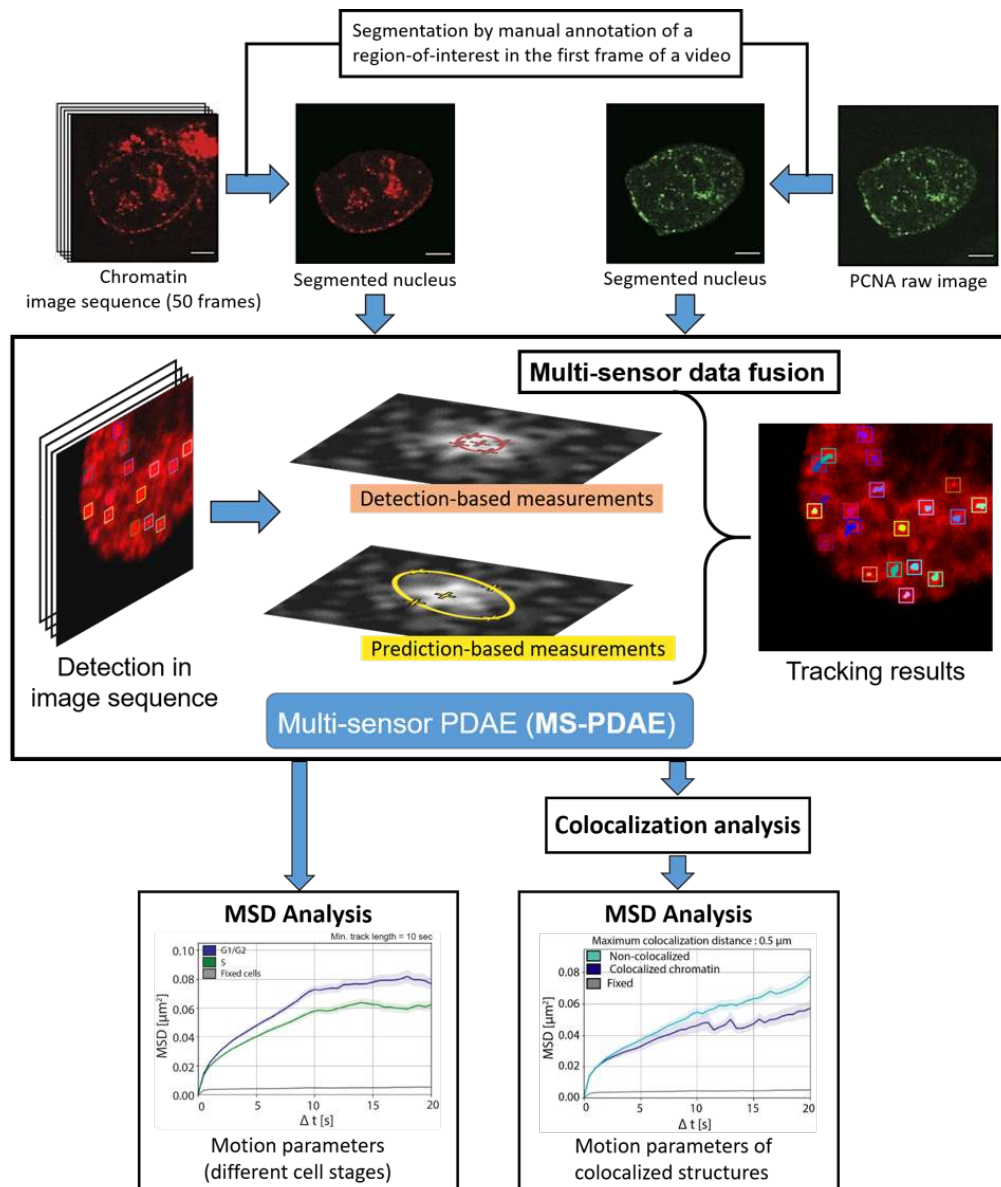 Segmentation by manual annotation of a
region-of-interest in the first frame of a video
Chromatin
image sequence (50 frames)
Segmented nucleus
Segmented nucleus
PCNA raw image
Multi-sensor data fusion
Detection-based measurements
Prediction-based measurements
Detection in
image sequence
Tracking results
Multi-sensor PDAE (MS-PDAE)
Colocalization analysis
MSD Analysis
Min. track length = 10 sec
G1/G2
S
Fixed cells
MSD [µm²]
0.10
0.08
0.06
0.04
0.02
0.00
0 5 10 15 20
Δ t [s]
Motion parameters
(different cell stages)
MSD Analysis
Maximum colocalization distance : 0.5 µm
Non-colocalized
Colocalized chromatin
Fixed
MSD [µm²]
0.08
0.06
0.04
0.02
0.00
0 5 10 15 20
Δ t [s]
Motion parameters of
colocalized structures